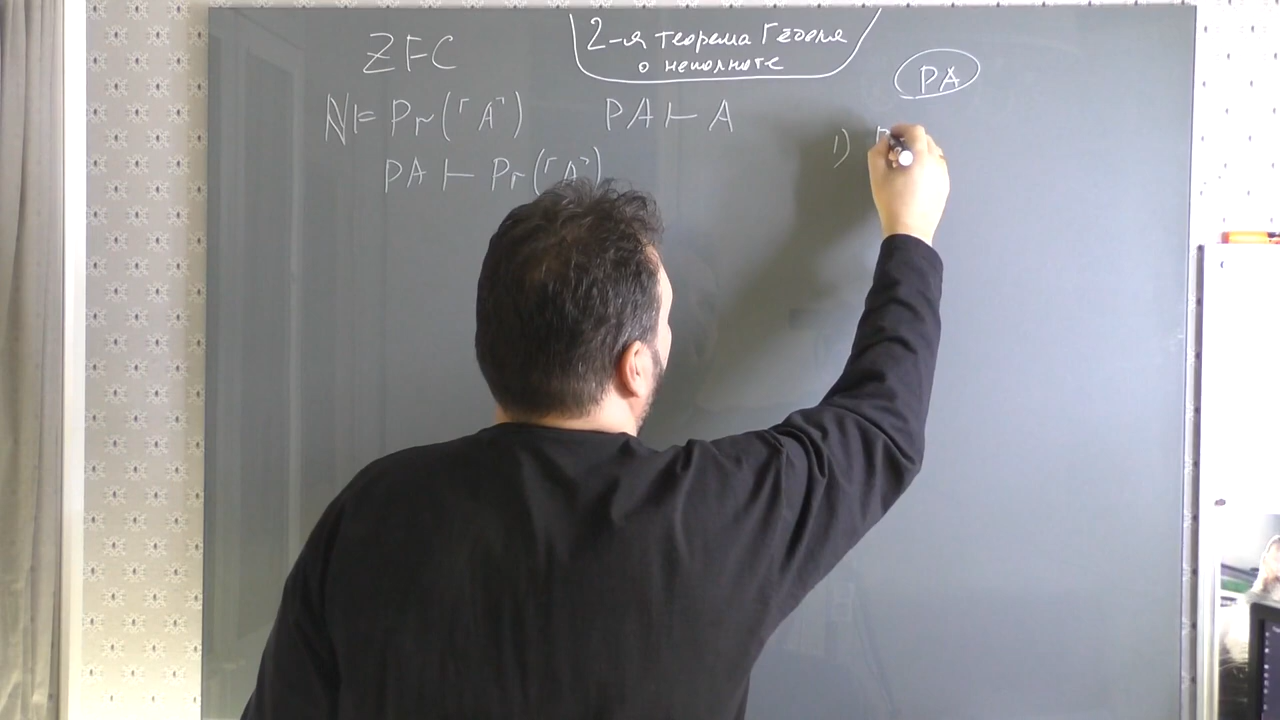 ZFC
2-я теорема Гёделя
о неполноте
PA
ℕ ⊨ Pr(⌜A⌝) PA ⊢ A
PA ⊢ Pr(⌜A⌝)
1)